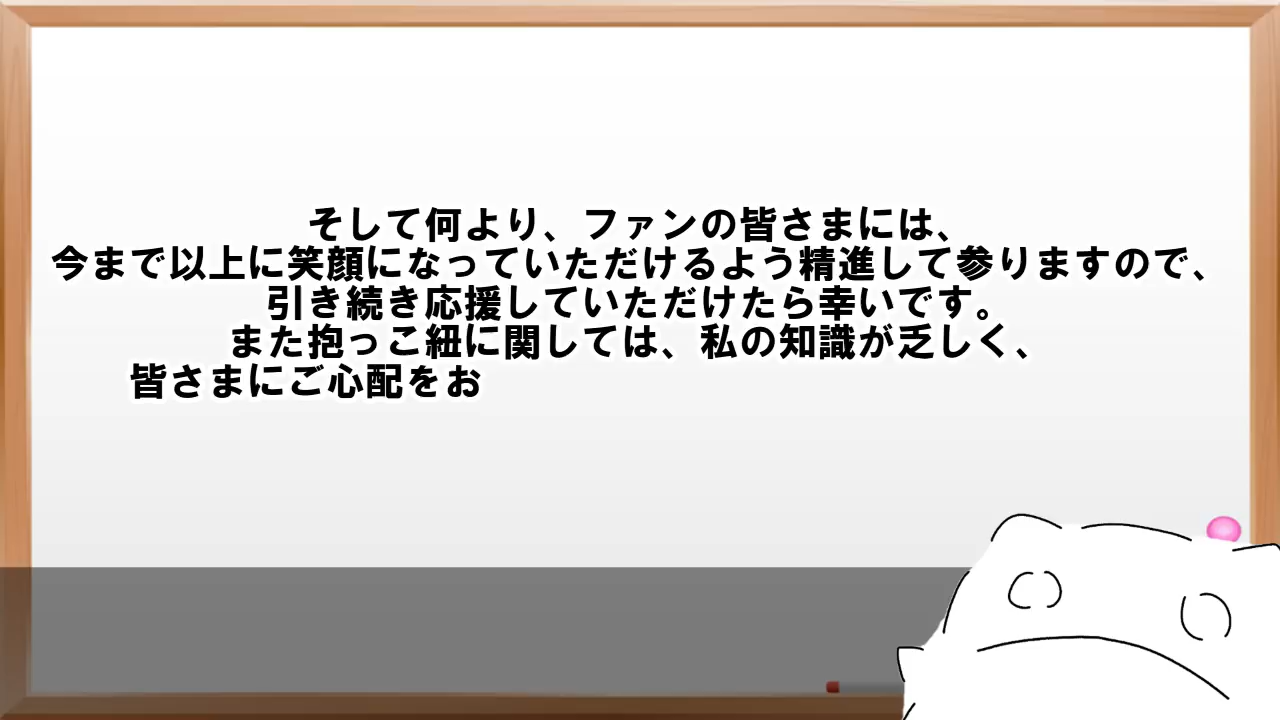 そして何より、ファンの皆さまには、
今まで以上に笑顔になっていただけるよう精進して参りますので、
引き続き応援していただけたら幸いです。
また抱っこ紐に関しては、私の知識が乏しく、
皆さまにご心配をお